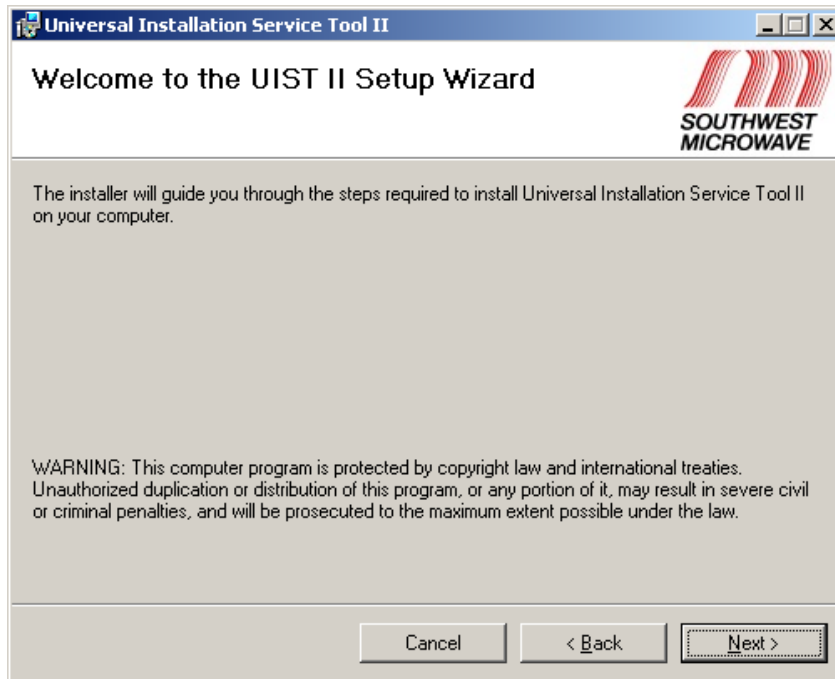 Universal Installation Service Tool II
Welcome to the UIST II Setup Wizard
SOUTHWEST
MICROWAVE
The installer will guide you through the steps required to install Universal Installation Service Tool II
on your computer.
WARNING: This computer program is protected by copyright law and international treaties.
Unauthorized duplication or distribution of this program, or any portion of it, may result in severe civil
or criminal penalties, and will be prosecuted to the maximum extent possible under the law.
Cancel
< Back
Next >